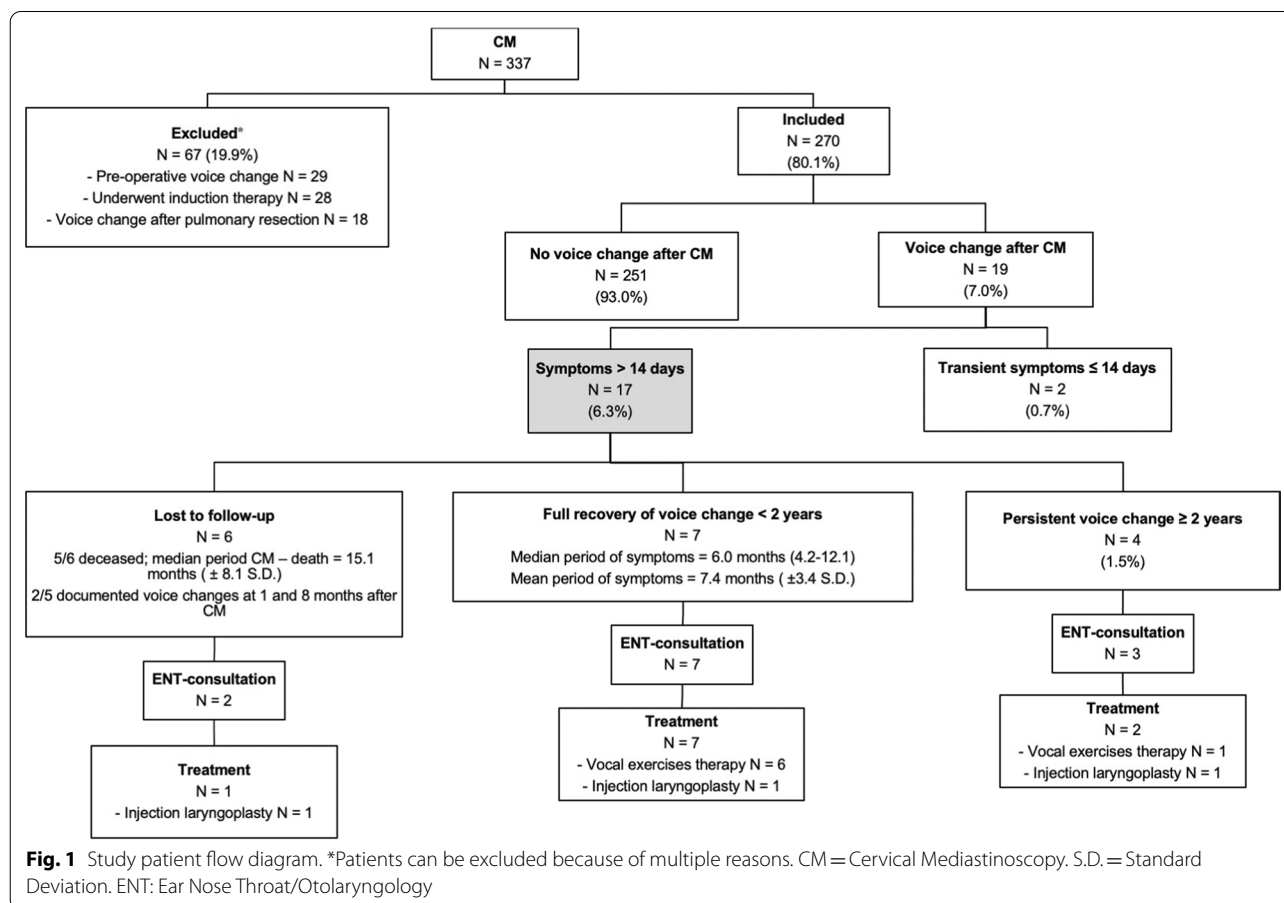 CM
N = 337
Excluded*
N = 67 (19.9%)
- Pre-operative voice change N = 29
- Underwent induction therapy N = 28
- Voice change after pulmonary resection N = 18
Included
N = 270
(80.1%)
No voice change after CM
N = 251
(93.0%)
Voice change after CM
N = 19
(7.0%)
Symptoms > 14 days
N = 17
(6.3%)
Transient symptoms ≤ 14 days
N = 2
(0.7%)
Lost to follow-up
N = 6
5/6 deceased; median period CM – death = 15.1
months ( ± 8.1 S.D.)
2/5 documented voice changes at 1 and 8 months after
CM
Full recovery of voice change < 2 years
N = 7
Median period of symptoms = 6.0 months (4.2-12.1)
Mean period of symptoms = 7.4 months ( ±3.4 S.D.)
Persistent voice change ≥ 2 years
N = 4
(1.5%)
ENT-consultation
N = 2
ENT-consultation
N = 7
ENT-consultation
N = 3
Treatment
N = 1
- Injection laryngoplasty N = 1
Treatment
N = 7
- Vocal exercises therapy N = 6
- Injection laryngoplasty N = 1
Treatment
N = 2
- Vocal exercises therapy N = 1
- Injection laryngoplasty N = 1
Fig. 1 Study patient flow diagram. *Patients can be excluded because of multiple reasons. CM = Cervical Mediastinoscopy. S.D. = Standard
Deviation. ENT: Ear Nose Throat/Otolaryngology